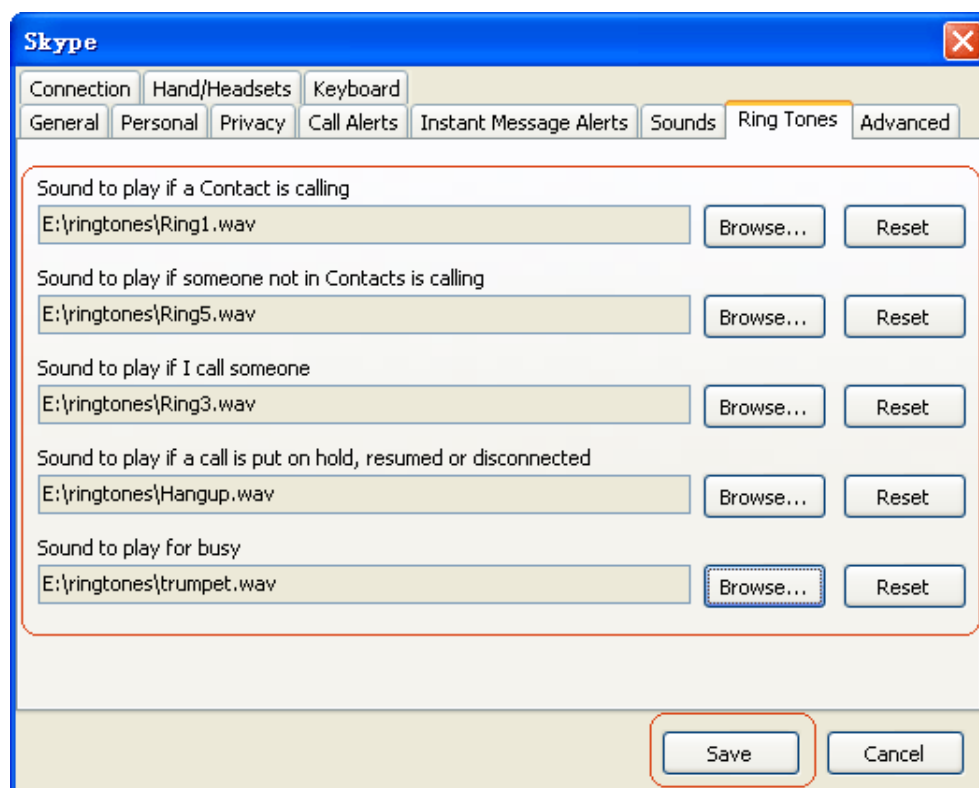 Skype
Connection Hand/Headsets Keyboard
General Personal Privacy Call Alerts Instant Message Alerts Sounds Ring Tones Advanced
Sound to play if a Contact is calling
E:\ringtones\Ring1.wav Browse... Reset
Sound to play if someone not in Contacts is calling
E:\ringtones\Ring5.wav Browse... Reset
Sound to play if I call someone
E:\ringtones\Ring3.wav Browse... Reset
Sound to play if a call is put on hold, resumed or disconnected
E:\ringtones\Hangup.wav Browse... Reset
Sound to play for busy
E:\ringtones\trumpet.wav Browse... Reset
Save Cancel